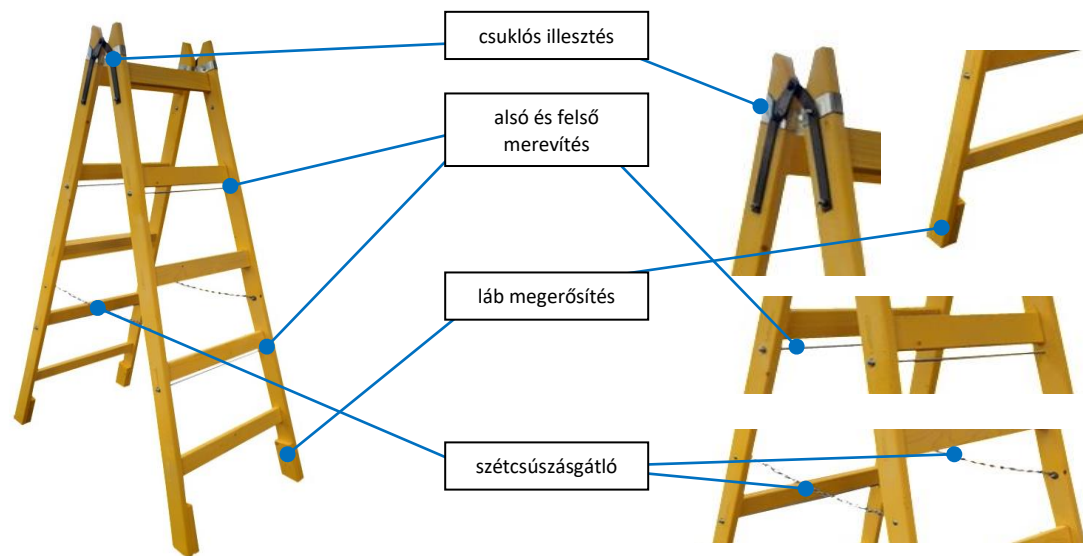 csuklós illesztés
alsó és felső
merevítés
láb megerősítés
szétcsúszásgátló